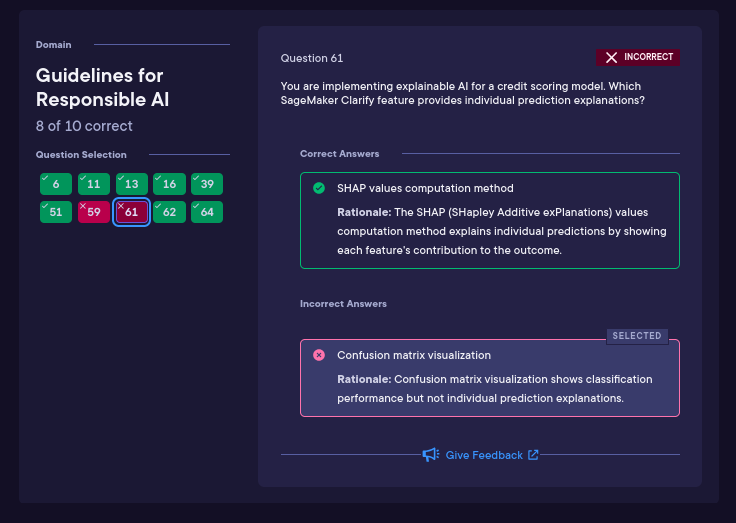 Domain
Guidelines for
Responsible AI
8 of 10 correct
Question Selection
6 11 13 16 39
51 59 61 62 64
Question 61
INCORRECT
You are implementing explainable AI for a credit scoring model. Which
SageMaker Clarify feature provides individual prediction explanations?
Correct Answers
SHAP values computation method
Rationale: The SHAP (SHapley Additive exPlanations) values
computation method explains individual predictions by showing
each feature's contribution to the outcome.
Incorrect Answers
SELECTED
Confusion matrix visualization
Rationale: Confusion matrix visualization shows classification
performance but not individual prediction explanations.
Give Feedback